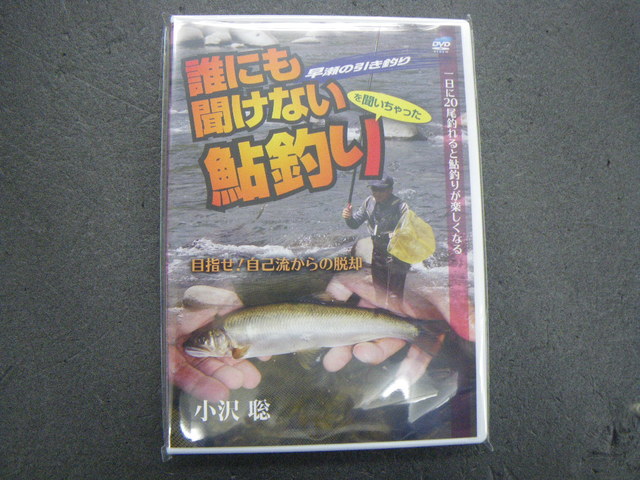 誰にも
聞けない
鮎釣り
早瀬の引き釣り
を聞いちゃった
DVD
一日に20尾釣れると鮎釣りが楽しくなる
目指せ!自己流からの脱却
小沢 聡